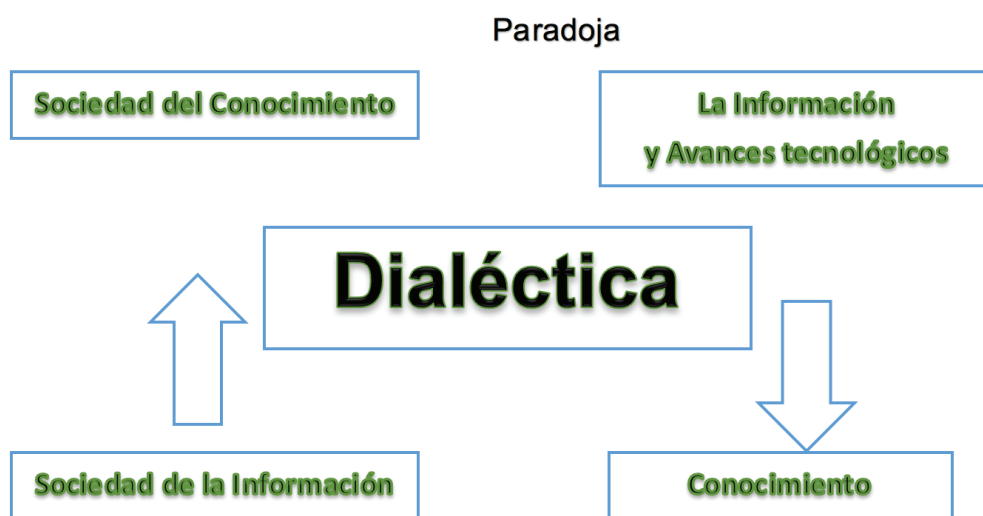 Paradoja
Sociedad del Conocimiento
La Información
y Avances tecnológicos
Dialéctica
Sociedad de la Información
Conocimiento